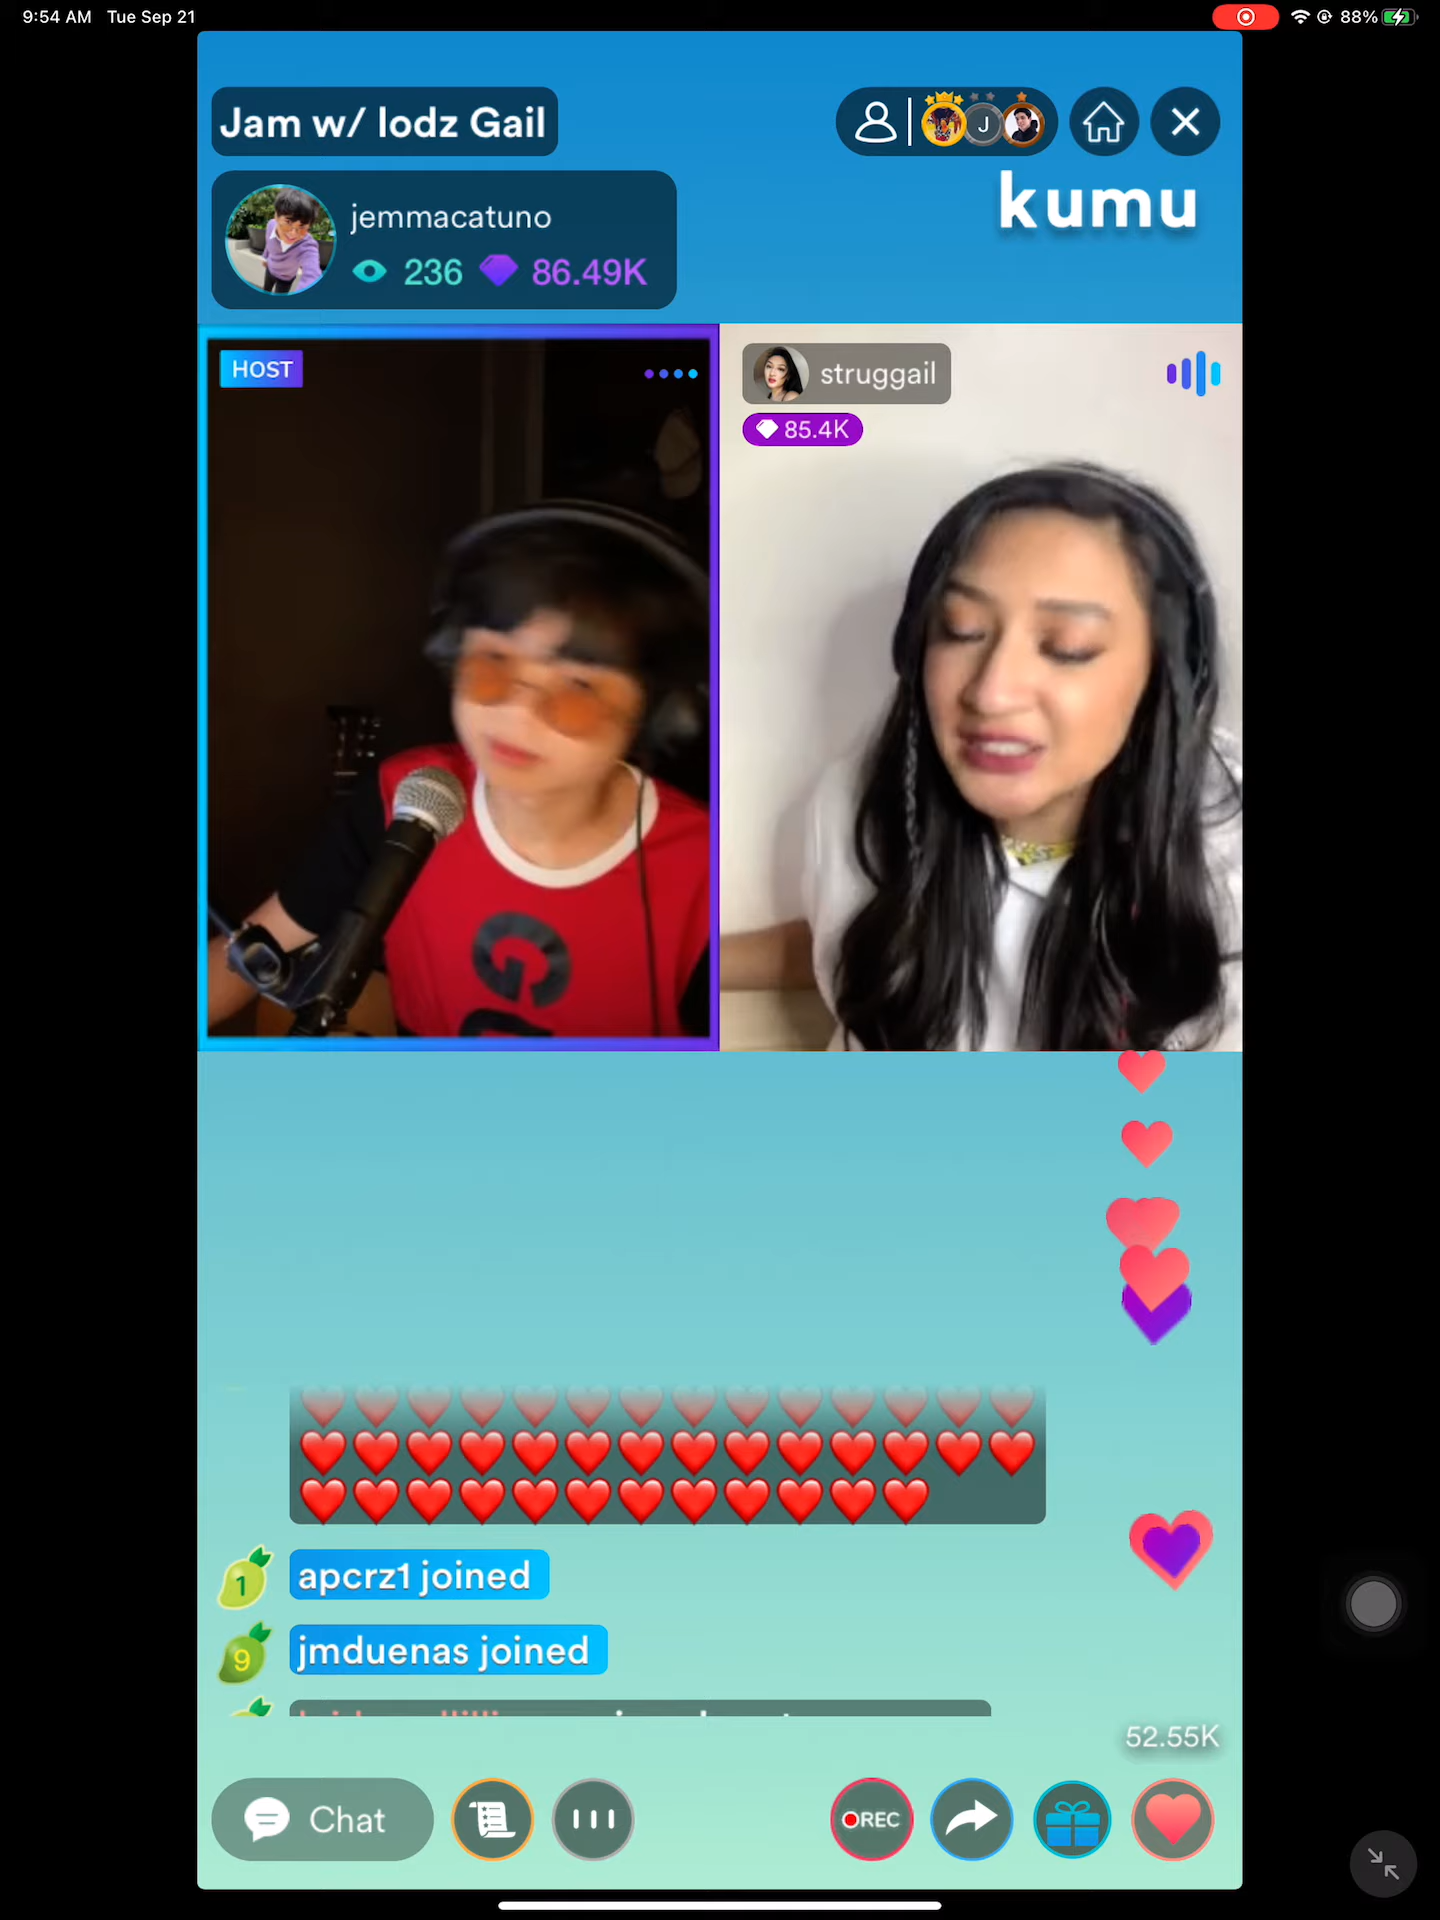 9:54 AM Tue Sep 21
88%
Jam w/ lodz Gail
J
jemmacatuno
236 86.49K
kumu
HOST
struggail
85.4K
G
apcrz1 joined
1
jmduenas joined
9
52.55K
Chat
REC